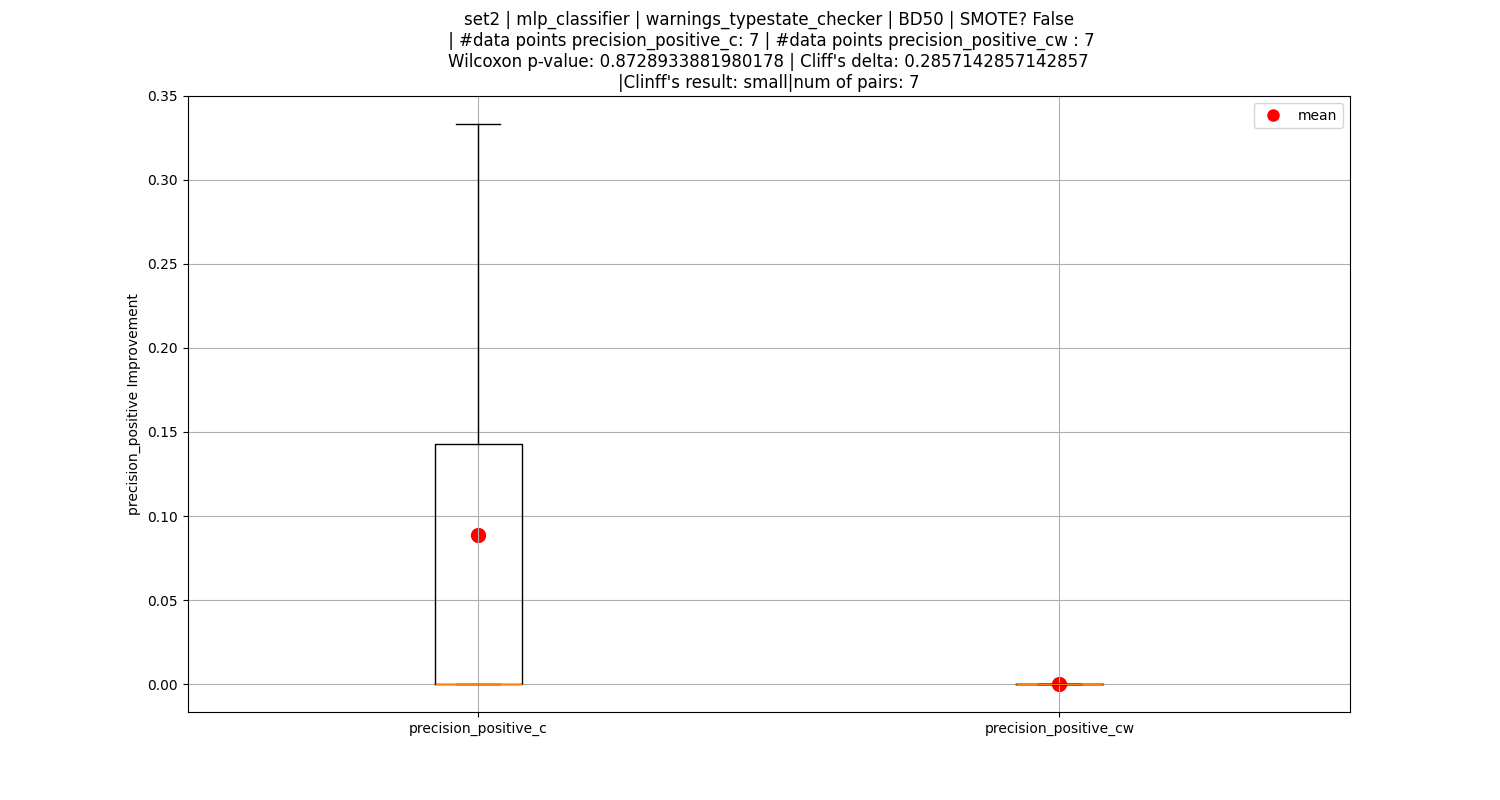 set2 | mlp_classifier | warnings_typestate_checker | BD50 | SMOTE? False
| #data points precision_positive_c: 7 | #data points precision_positive_cw : 7
Wilcoxon p-value: 0.8728933881980178 | Cliff's delta: 0.2857142857142857
|Clinff's result: small|num of pairs: 7
mean
precision_positive Improvement
0.35
0.30
0.25
0.20
0.15
0.10
0.05
0.00
precision_positive_c
precision_positive_cw